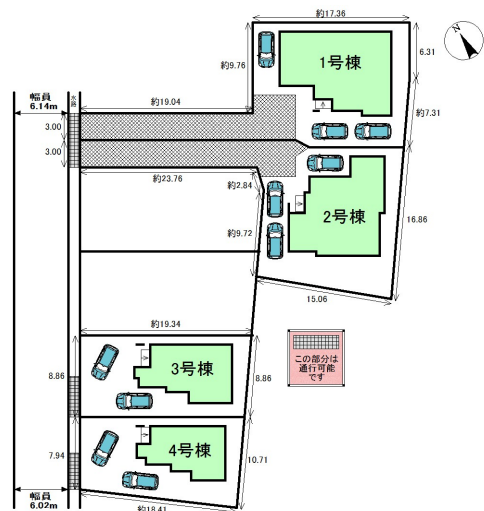 約17.36
N
1号棟
約9.76
6.31
幅員
6.14m
水路
約19.04
3.00
約7.31
3.00
23.76
約2.84
2号棟
約9.72
16.86
15.06
約19.34
この部分は
通行可能
です
3号棟
8.86
8.86
4号棟
7.94
10.71
幅員
6.02m
約18.41